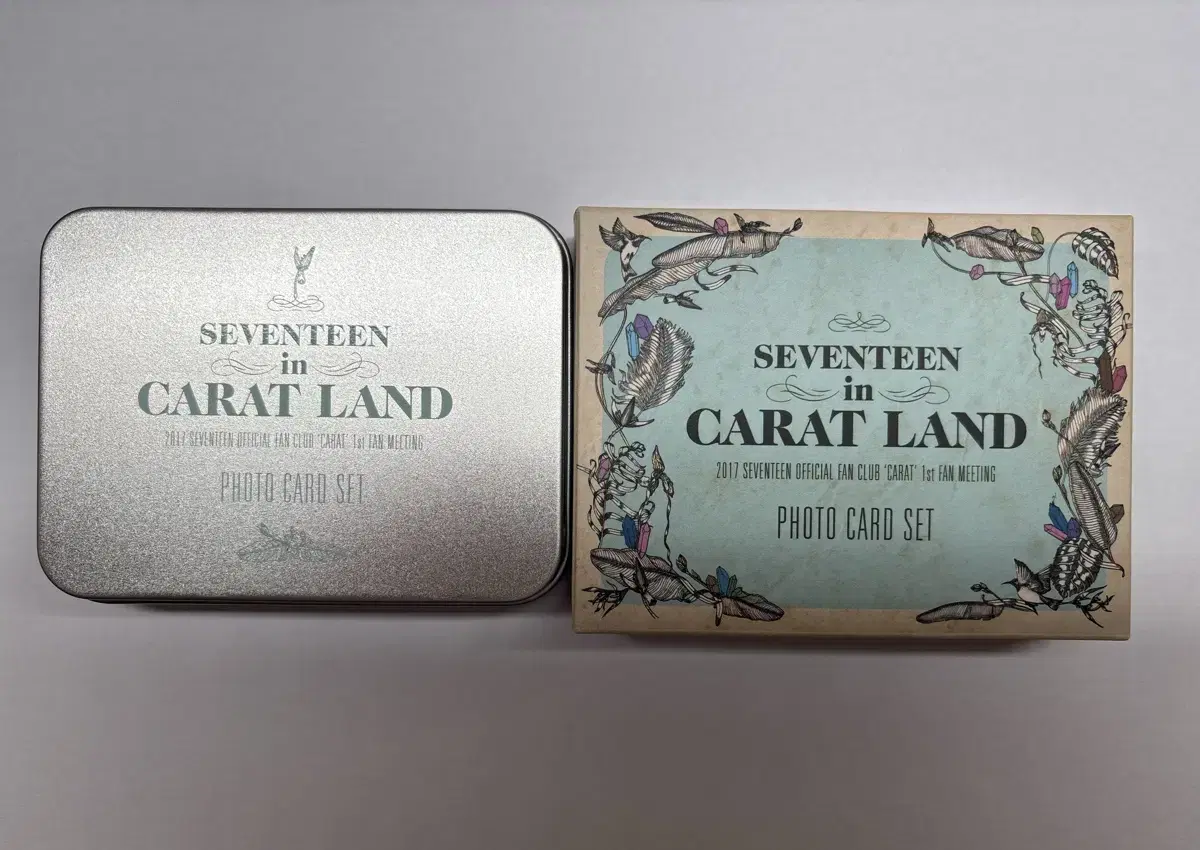 SEVENTEEN
in
CARAT LAND
2017 SEVENTEEN OFFICIAL FAN CLUB 'CARAT' 1st FAN MEETING
PHOTO CARD SET
SEVENTEEN
in
CARAT LAND
2017 SEVENTEEN OFFICIAL FAN CLUB 'CARAT' 1st FAN MEETING
PHOTO CARD SET